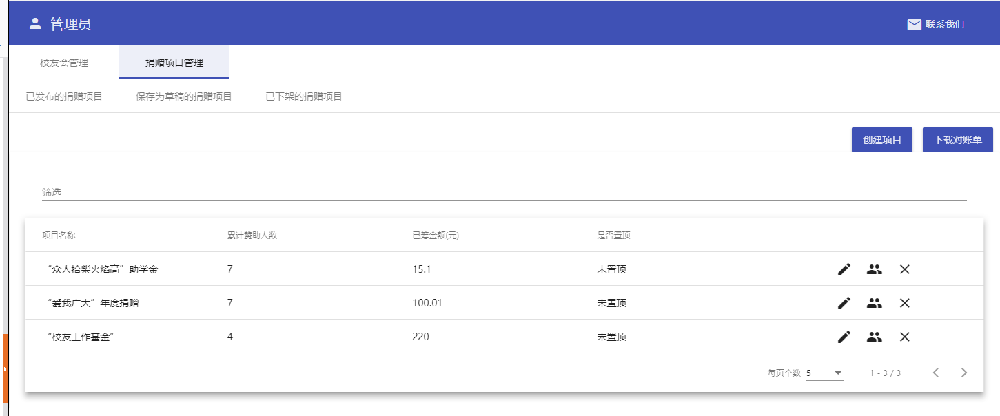 管理员
联系我们
校友会管理 捐赠项目管理
已发布的捐赠项目 保存为草稿的捐赠项目 已下架的捐赠项目
创建项目 下载对账单
筛选
项目名称 累计赞助人数 已筹金额(元) 是否置顶
“众人拾柴火焰高”助学金 7 15.1 未置顶
“爱我广大”年度捐赠 7 100.01 未置顶
“校友工作基金” 4 220 未置顶
每页个数 5 1 - 3 / 3